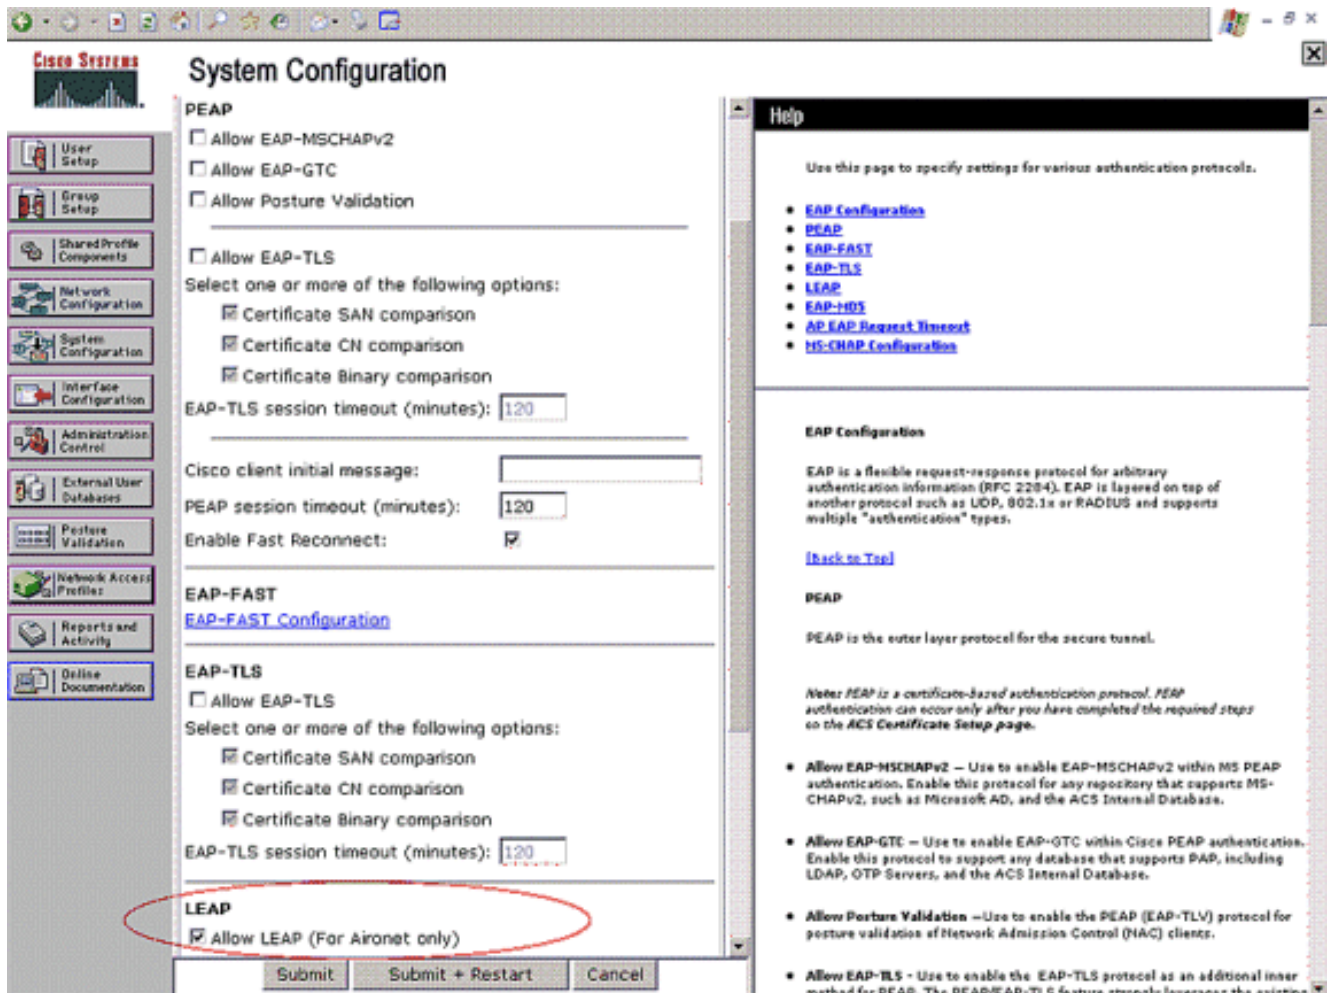 Cisco Systems
System Configuration
User
Setup
Group
Setup
Shared Profile
Components
Network
Configuration
System
Configuration
Interface
Configuration
Administration
Control
External User
Databases
Posture
Validation
Network Access
Profiles
Reports and
Activity
Online
Documentation
PEAP
Allow EAP-MSCHAPv2
Allow EAP-GTC
Allow Posture Validation
Allow EAP-TLS
Select one or more of the following options:
Certificate SAN comparison
Certificate CN comparison
Certificate Binary comparison
EAP-TLS session timeout (minutes): 120
Cisco client initial message:
PEAP session timeout (minutes): 120
Enable Fast Reconnect:
EAP-FAST
EAP-FAST Configuration
EAP-TLS
Allow EAP-TLS
Select one or more of the following options:
Certificate SAN comparison
Certificate CN comparison
Certificate Binary comparison
EAP-TLS session timeout (minutes): 120
LEAP
Allow LEAP (For Aironet only)
Submit
Submit + Restart
Cancel
Help
Use this page to specify settings for various authentication protocols.
EAP Configuration
PEAP
EAP-FAST
EAP-TLS
LEAP
EAP-MD5
AP EAP Request Timeout
MS-CHAP Configuration
EAP Configuration
EAP is a flexible request-response protocol for arbitrary
authentication information (RFC 2284). EAP is layered on top of
another protocol such as UDP, 802.1x or RADIUS and supports
multiple "authentication" types.
[Back to Top]
PEAP
PEAP is the outer layer protocol for the secure tunnel.
Note: PEAP is a certificate-based authentication protocol. PEAP
authentication can occur only after you have completed the required steps
on the ACS Certificate Setup page.
Allow EAP-MSCHAPv2 — Use to enable EAP-MSCHAPv2 within MS PEAP
authentication. Enable this protocol for any repository that supports MS-
CHAPv2, such as Microsoft AD, and the ACS Internal Database.
Allow EAP-GTC — Use to enable EAP-GTC within Cisco PEAP authentication.
Enable this protocol to support any database that supports PAP, including
LDAP, OTP Servers, and the ACS Internal Database.
Allow Posture Validation —Use to enable the PEAP (EAP-TLV) protocol for
posture validation of Network Admission Control (NAC) clients.
Allow EAP-TLS - Use to enable the EAP-TLS protocol as an additional inner
method for PEAP. The PEAP/EAP-TLS feature strongly leverages the existing